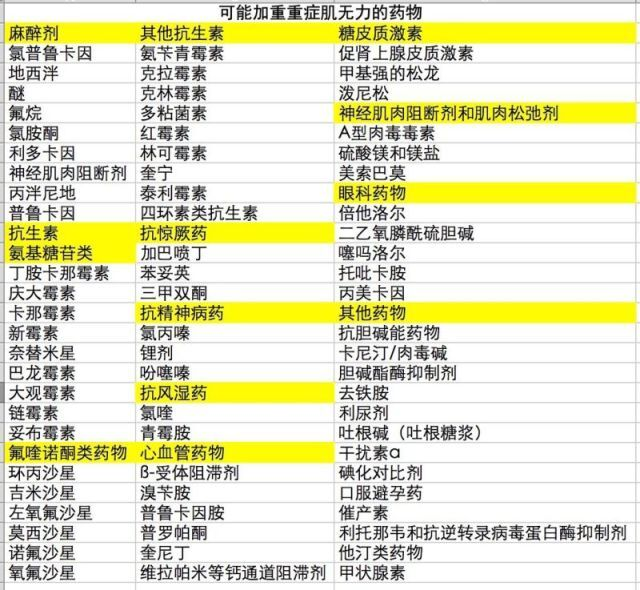 可能加重重症肌无力的药物
麻醉剂 其他抗生素 糖皮质激素
氯普鲁卡因 氨苄青霉素 促肾上腺皮质激素
地西泮 克拉霉素 甲基强的松龙
醚 克林霉素 泼尼松
氟烷 多粘菌素 神经肌肉阻断剂和肌肉松弛剂
氯胺酮 红霉素 A型肉毒毒素
利多卡因 林可霉素 硫酸镁和镁盐
神经肌肉阻断剂 奎宁 美索巴莫
丙泮尼地 泰利霉素 眼科药物
普鲁卡因 四环素类抗生素 倍他洛尔
抗生素 抗惊厥药 二乙氧膦酰硫胆碱
氨基糖苷类 加巴喷丁 噻吗洛尔
丁胺卡那霉素 苯妥英 托吡卡胺
庆大霉素 三甲双酮 丙美卡因
卡那霉素 抗精神病药 其他药物
新霉素 氯丙嗪 抗胆碱能药物
奈替米星 锂剂 卡尼汀/肉毒碱
巴龙霉素 吩噻嗪 胆碱酯酶抑制剂
大观霉素 抗风湿药 去铁胺
链霉素 氯喹 利尿剂
妥布霉素 青霉胺 吐根碱（吐根糖浆）
氟喹诺酮类药物 心血管药物 干扰素α
环丙沙星 ß-受体阻滞剂 碘化对比剂
吉米沙星 溴苄胺 口服避孕药
左氧氟沙星 普鲁卡因胺 催产素
莫西沙星 普罗帕酮 利托那韦和抗逆转录病毒蛋白酶抑制剂
诺氟沙星 奎尼丁 他汀类药物
氧氟沙星 维拉帕米等钙通道阻滞剂 甲状腺素